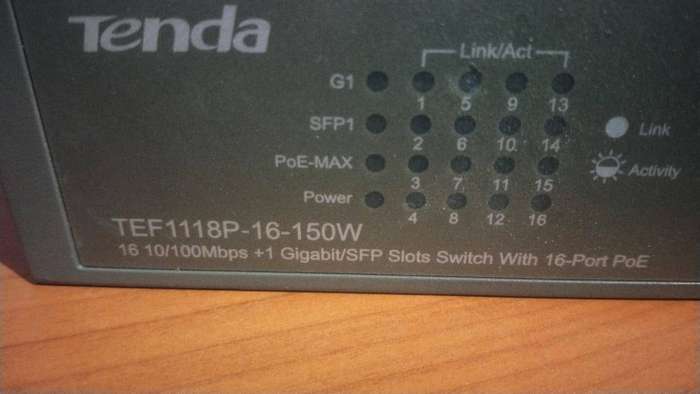 Tenda
Link/Act
G1
1 5 9 13
SFP1
2 6 10 14
Link
PoE-MAX
3 7 11 15
Activity
Power
4 8 12 16
TEF1118P-16-150W
16 10/100Mbps +1 Gigabit/SFP Slots Switch With 16-Port PoE